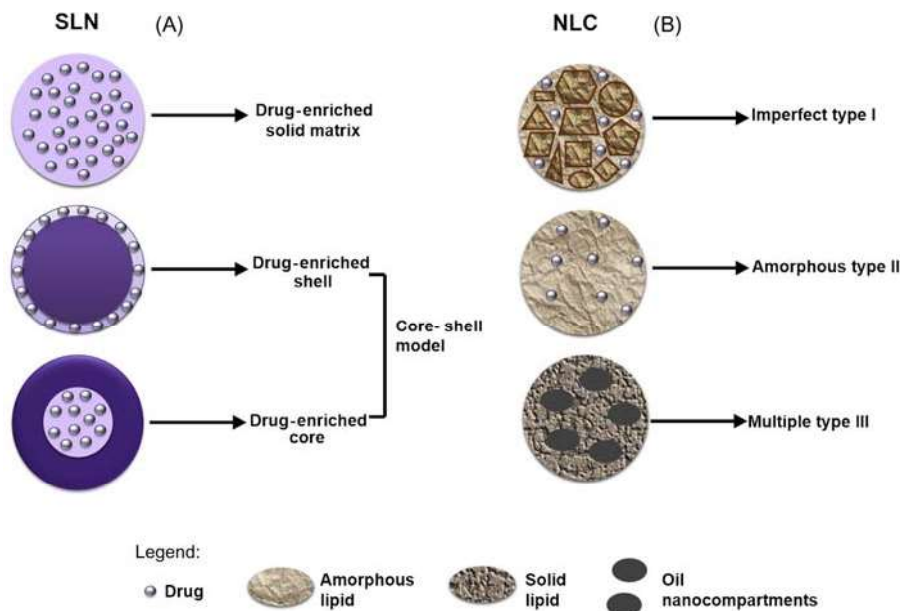 SLN (A)
Drug-enriched
solid matrix
Drug-enriched
shell
Core- shell
model
Drug-enriched
core
NLC (B)
Imperfect type I
Amorphous type II
Multiple type III
Legend:
Drug
Amorphous
lipid
Solid
lipid
Oil
nanocompartments